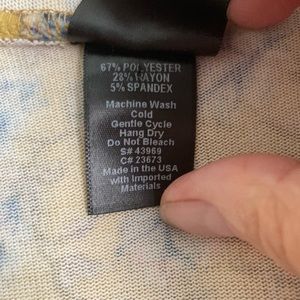 67% POLYESTER
28% RAYON
5% SPANDEX
Machine Wash
Cold
Gentle Cycle
Hang Dry
Do Not Bleach
S# 43969
C# 23673
Made in the USA
with Imported
Materials